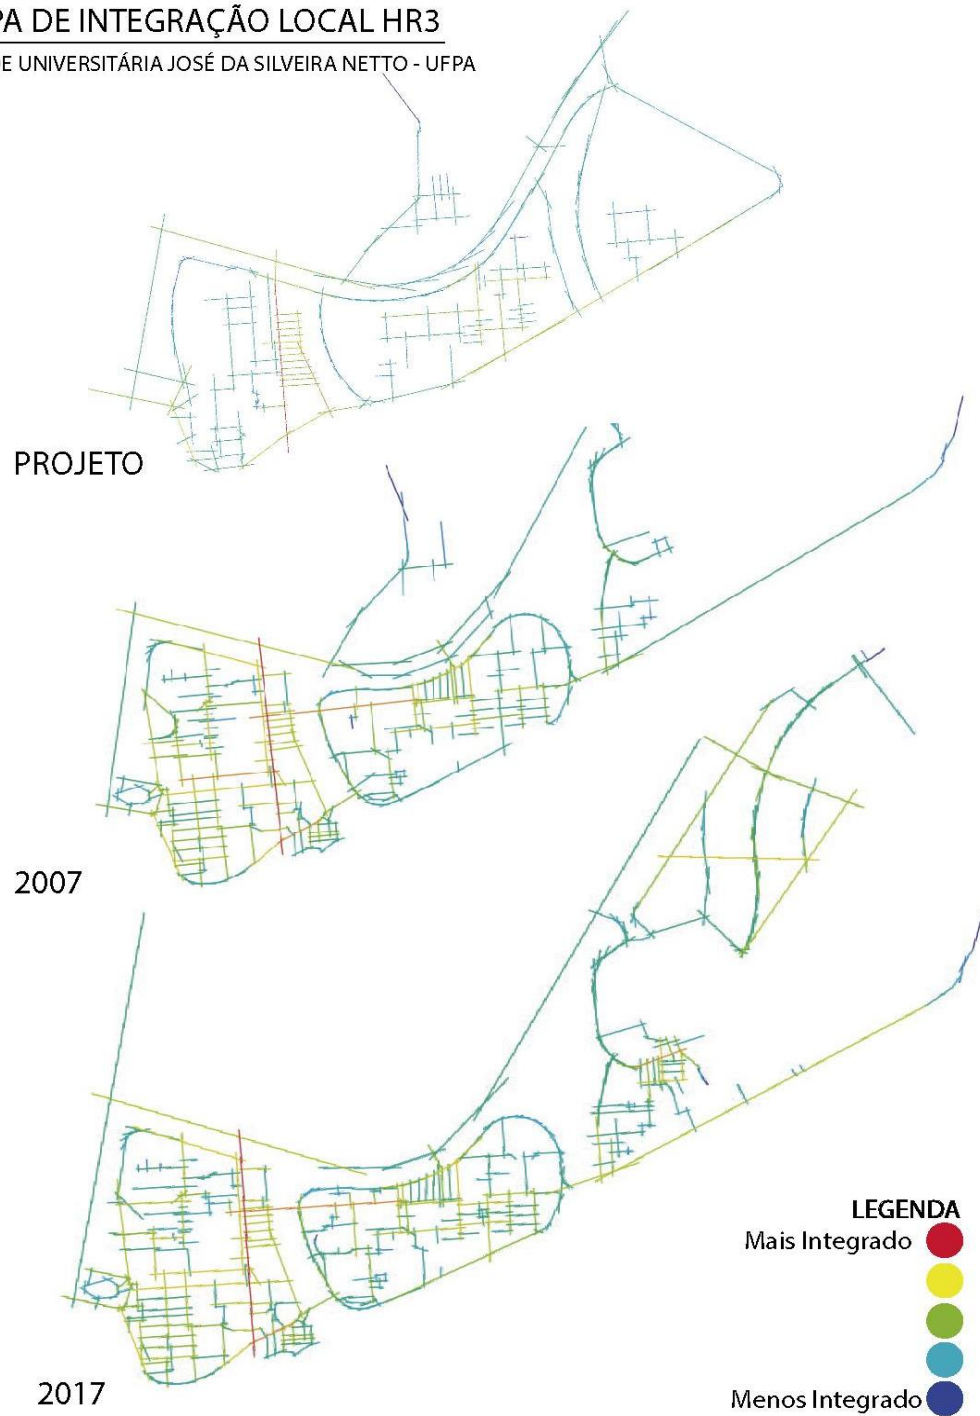 PA DE INTEGRAÇÃO LOCAL HR3
E UNIVERSITÁRIA JOSÉ DA SILVEIRA NETTO - UFPA
PROJETO
2007
2017
LEGENDA
Mais Integrado
Menos Integrado